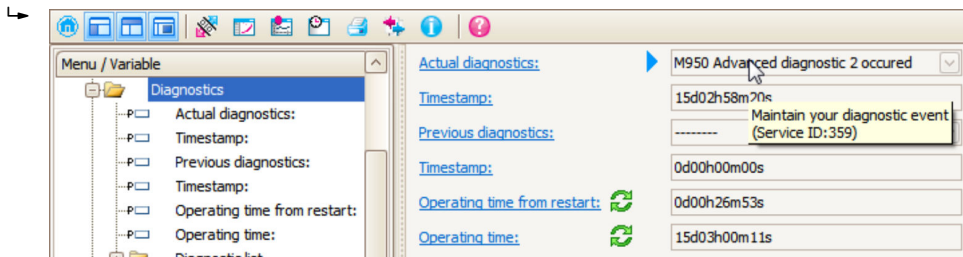 Menu / Variable
Diagnostics
Actual diagnostics:
Timestamp:
Previous diagnostics:
Timestamp:
Operating time from restart:
Operating time:
Actual diagnostics: M950 Advanced diagnostic 2 occured
Timestamp: 15d02h58m20s
Maintain your diagnostic event
(Service ID:359)
Previous diagnostics: --------
Timestamp: 0d00h00m00s
Operating time from restart: 0d00h26m53s
Operating time: 15d03h00m11s